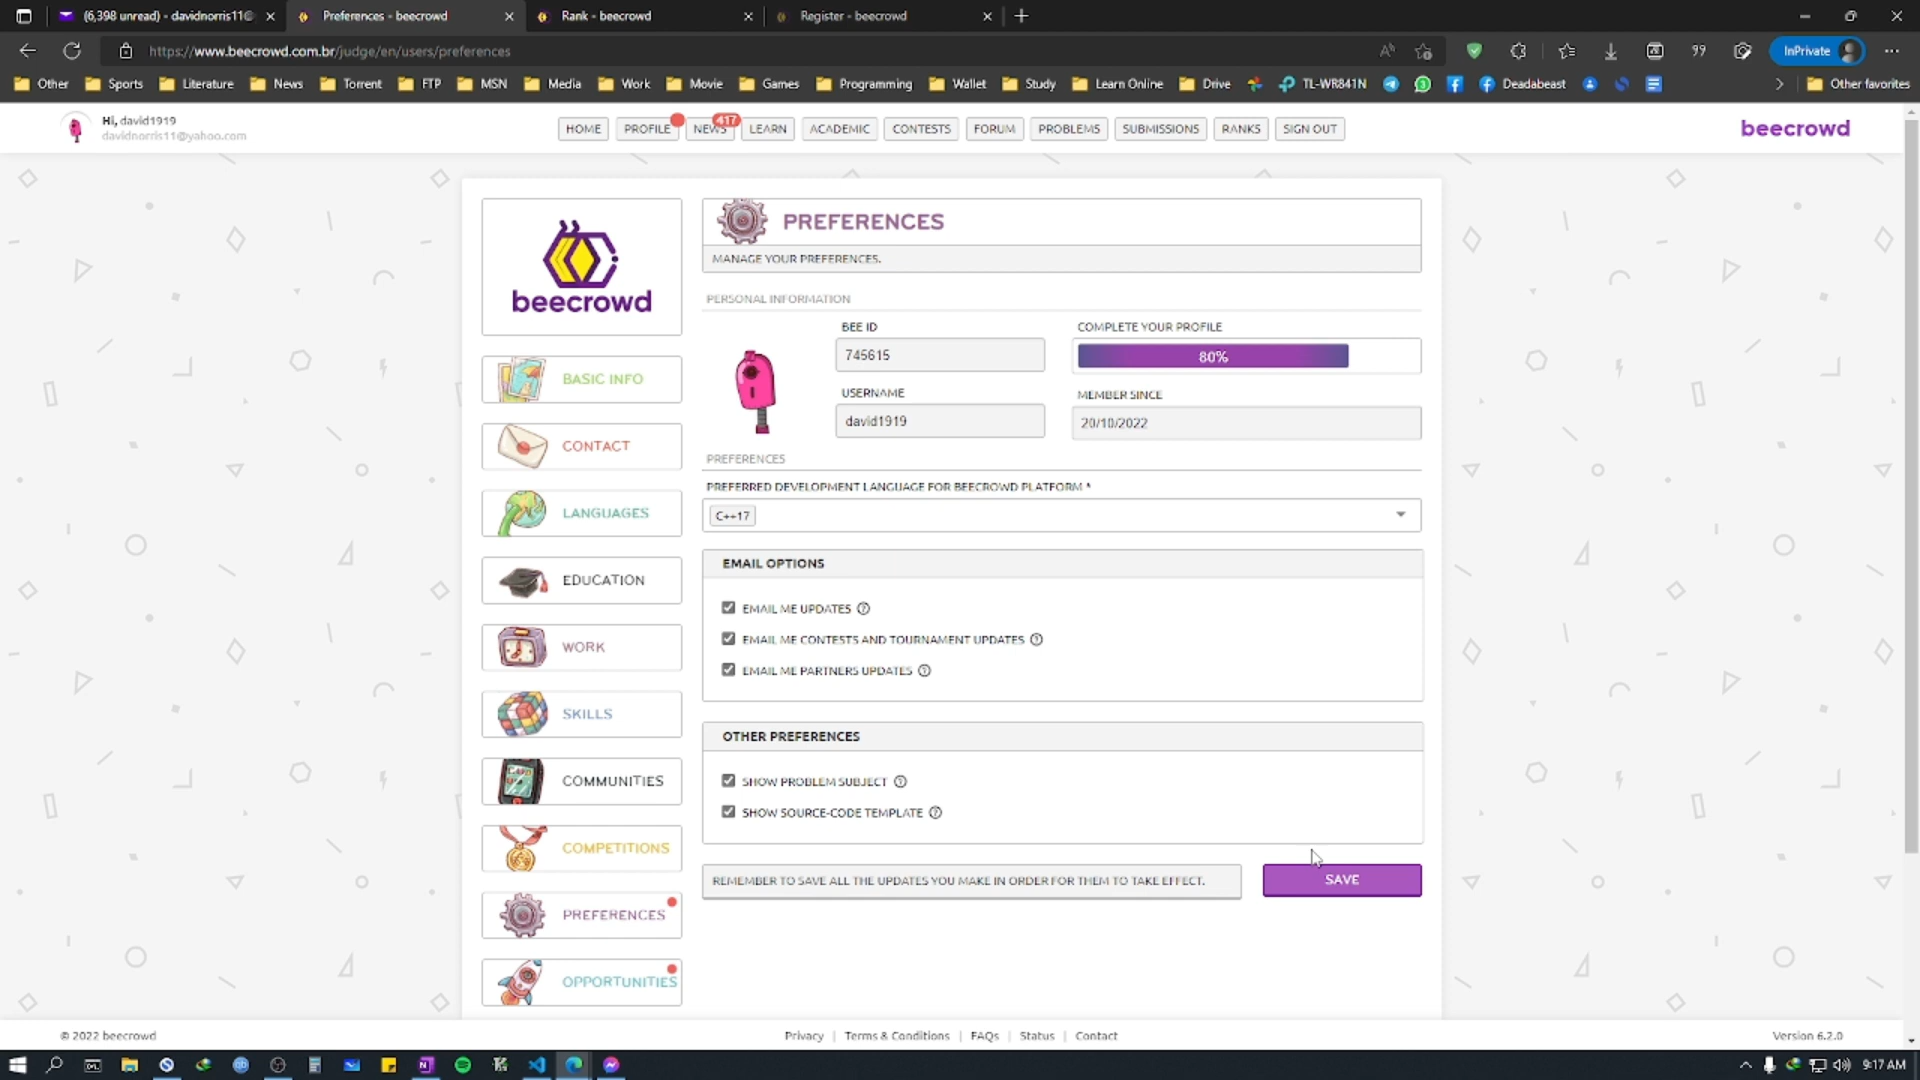 (6,398 unread) - davidnorris11@
Preferences - beecrowd
Rank - beecrowd
Register - beecrowd
https://www.beecrowd.com.br/judge/en/users/preferences
InPrivate
Other
Sports
Literature
News
Torrent
FTP
MSN
Media
Work
Movie
Games
Programming
Wallet
Study
Learn Online
Drive
TL-WR841N
Deadabeast
Other favorites
Hi, david1919
davidnorris11@yahoo.com
HOME
PROFILE
NEWS
417
LEARN
ACADEMIC
CONTESTS
FORUM
PROBLEMS
SUBMISSIONS
RANKS
SIGN OUT
beecrowd
beecrowd
BASIC INFO
CONTACT
LANGUAGES
EDUCATION
WORK
SKILLS
COMMUNITIES
COMPETITIONS
PREFERENCES
OPPORTUNITIES
PREFERENCES
MANAGE YOUR PREFERENCES.
PERSONAL INFORMATION
BEE ID
745615
COMPLETE YOUR PROFILE
80%
USERNAME
david1919
MEMBER SINCE
20/10/2022
PREFERENCES
PREFERRED DEVELOPMENT LANGUAGE FOR BEECROWD PLATFORM *
C++17
EMAIL OPTIONS
EMAIL ME UPDATES
EMAIL ME CONTESTS AND TOURNAMENT UPDATES
EMAIL ME PARTNERS UPDATES
OTHER PREFERENCES
SHOW PROBLEM SUBJECT
SHOW SOURCE-CODE TEMPLATE
REMEMBER TO SAVE ALL THE UPDATES YOU MAKE IN ORDER FOR THEM TO TAKE EFFECT.
SAVE
© 2022 beecrowd
Privacy | Terms & Conditions | FAQs | Status | Contact
Version 6.2.0
9:17 AM